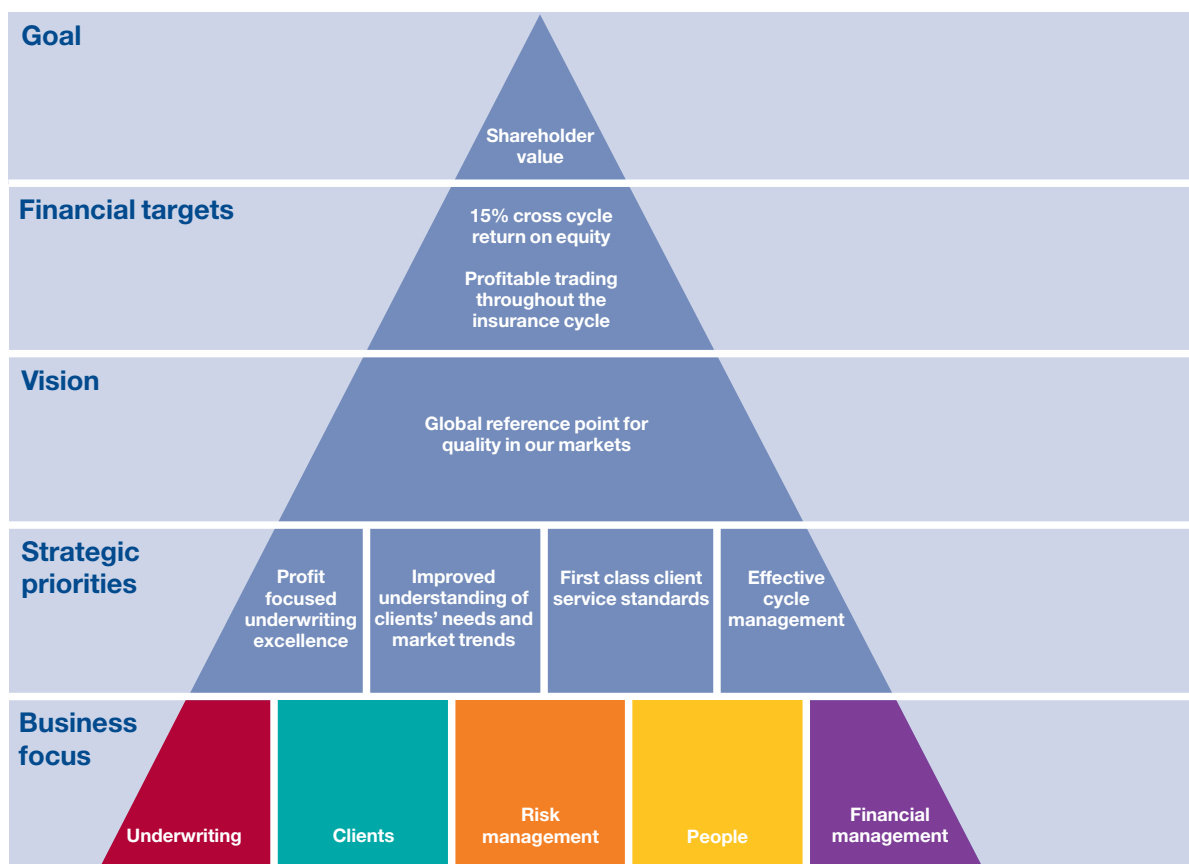 Goal
Shareholder
value
Financial targets
15% cross cycle
return on equity
Profitable trading
throughout the
insurance cycle
Vision
Global reference point for
quality in our markets
Strategic
priorities
Profit
focused
underwriting
excellence
Improved
understanding of
clients’ needs and
market trends
First class client
service standards
Effective
cycle
management
Business
focus
Underwriting
Clients
Risk
management
People
Financial
management